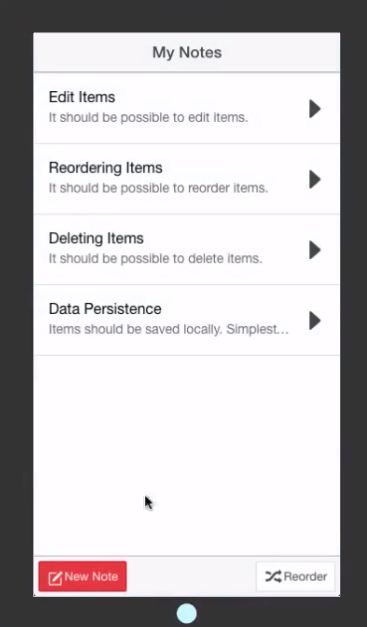 My Notes
Edit Items
It should be possible to edit items.
Reordering Items
It should be possible to reorder items.
Deleting Items
It should be possible to delete items.
Data Persistence
Items should be saved locally. Simplest...
New Note
Reorder